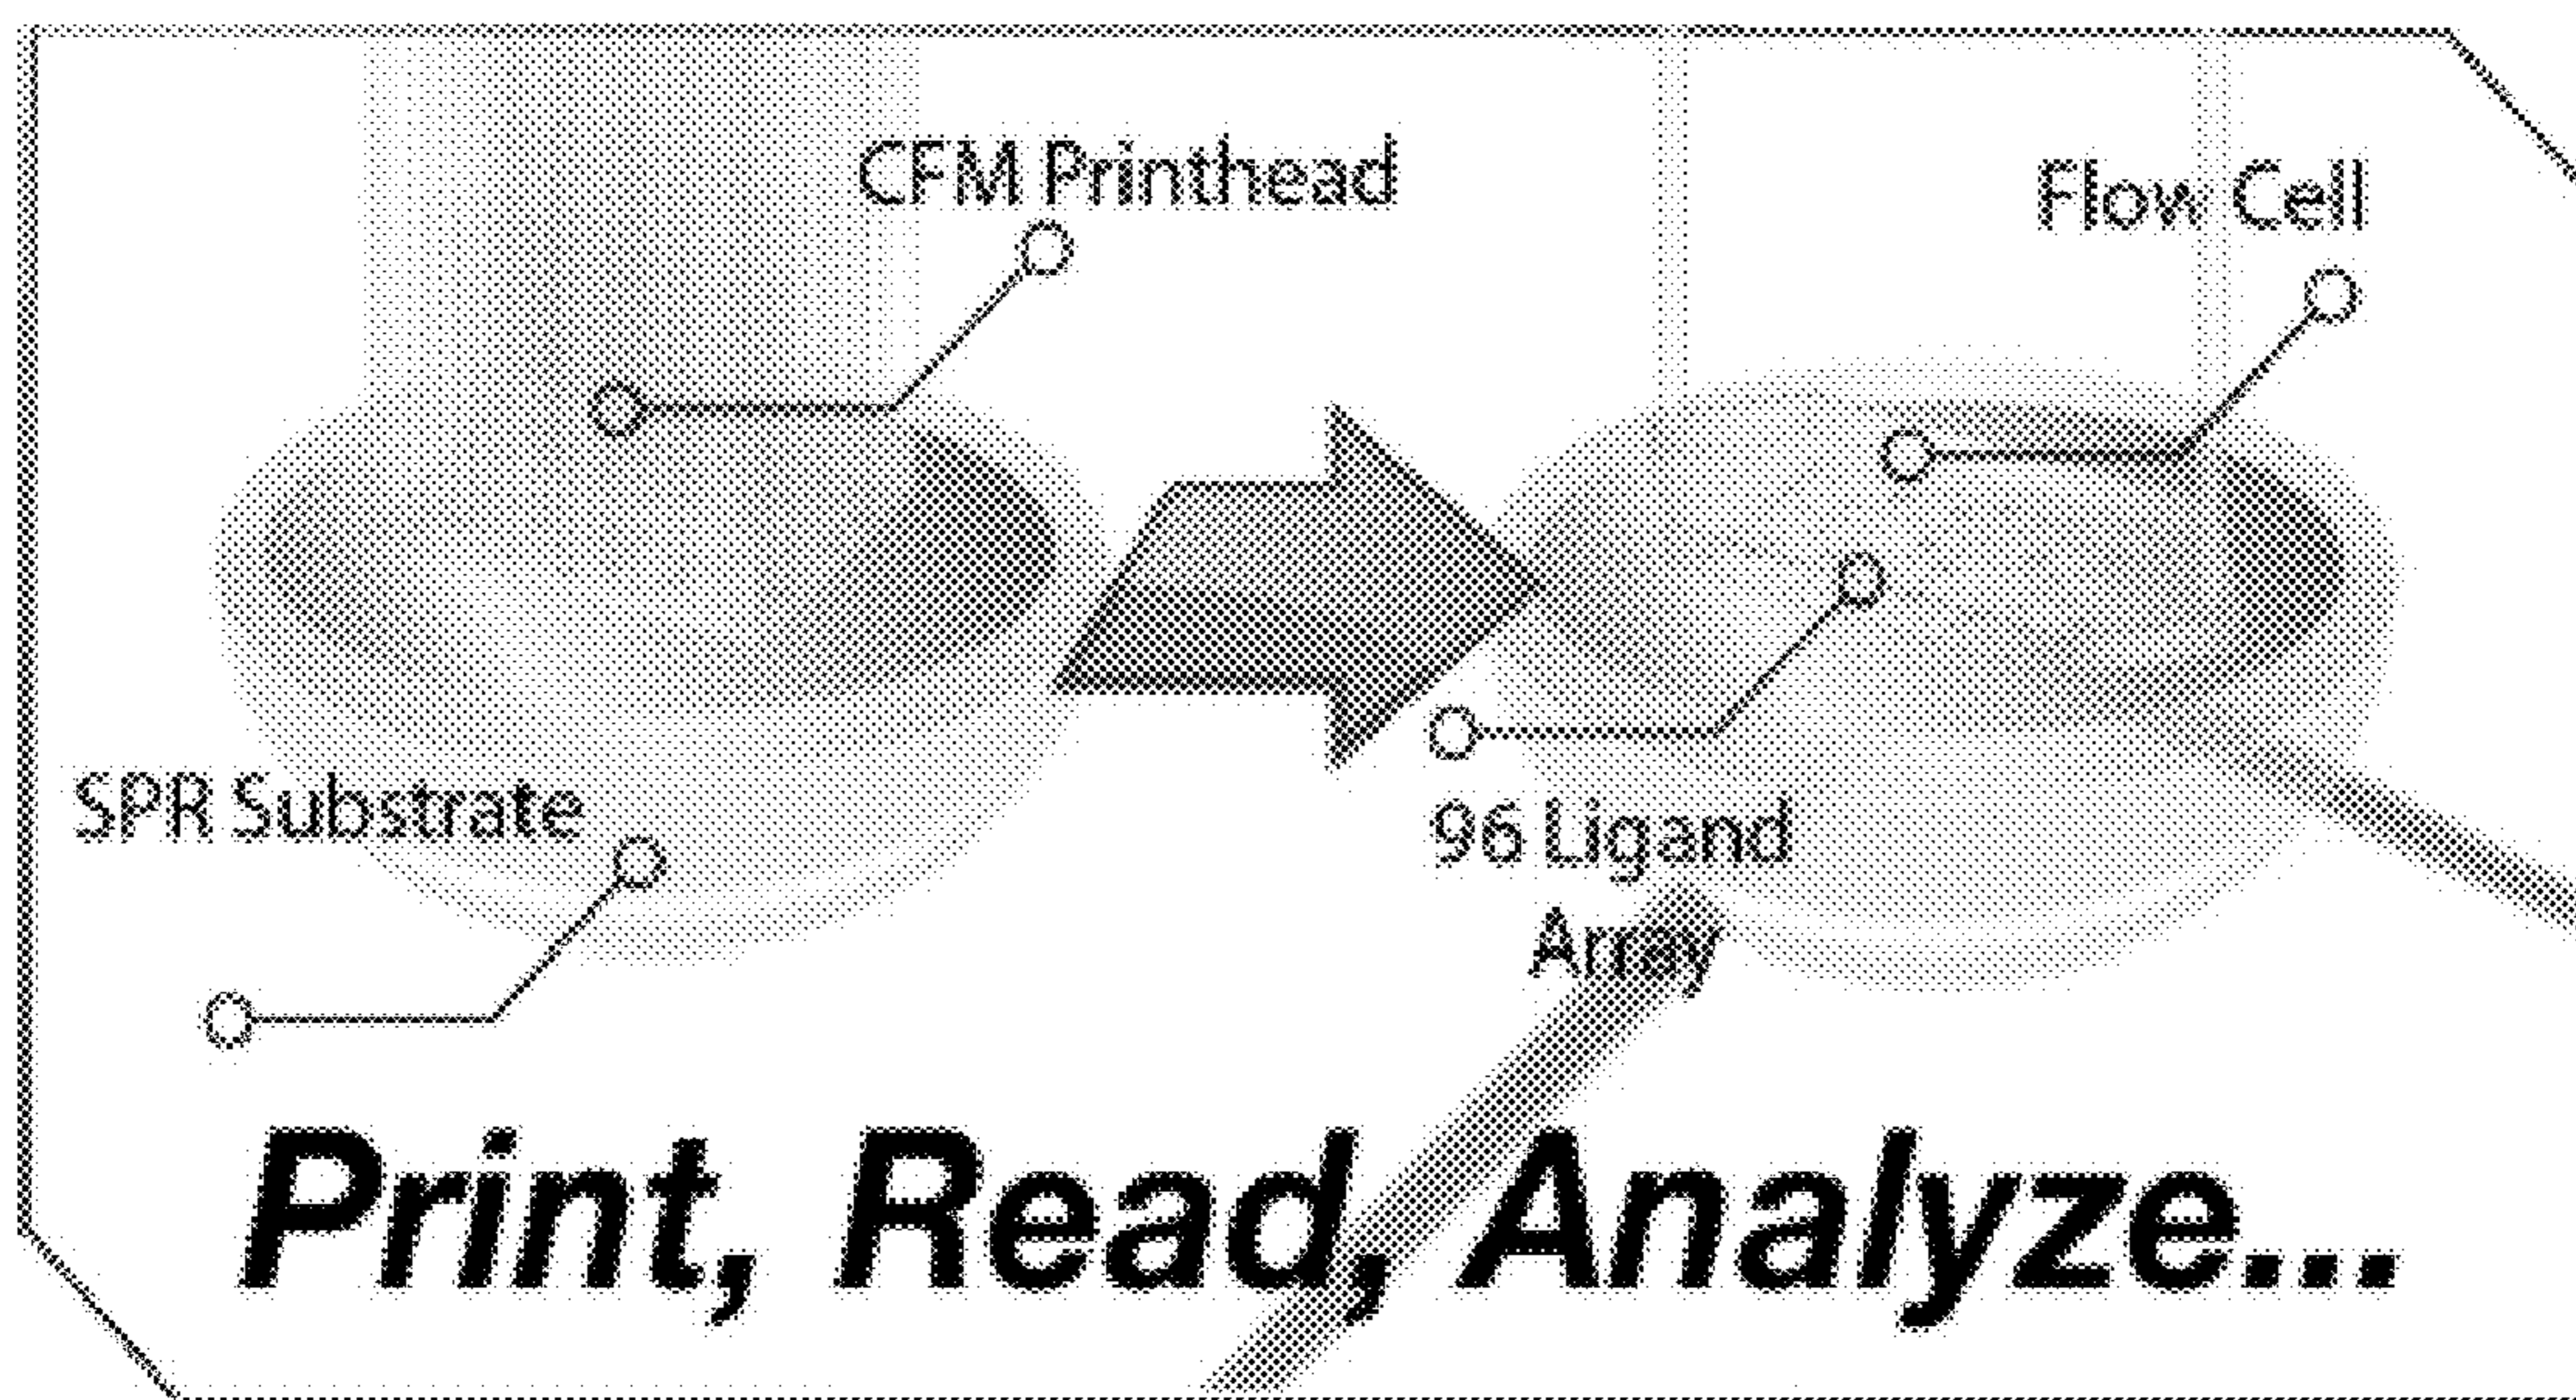 CFM Printhead
Flow Cell
SPR Substrate
96 Ligand
Array
Print, Read, Analyze...